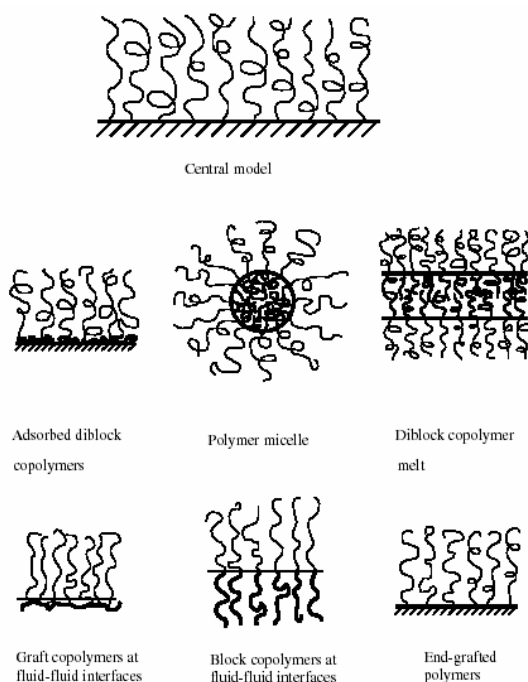 Central model
Adsorbed diblock
copolymers
Polymer micelle
Diblock copolymer
melt
Graft copolymers at
fluid-fluid interfaces
Block copolymers at
fluid-fluid interfaces
End-grafted
polymers